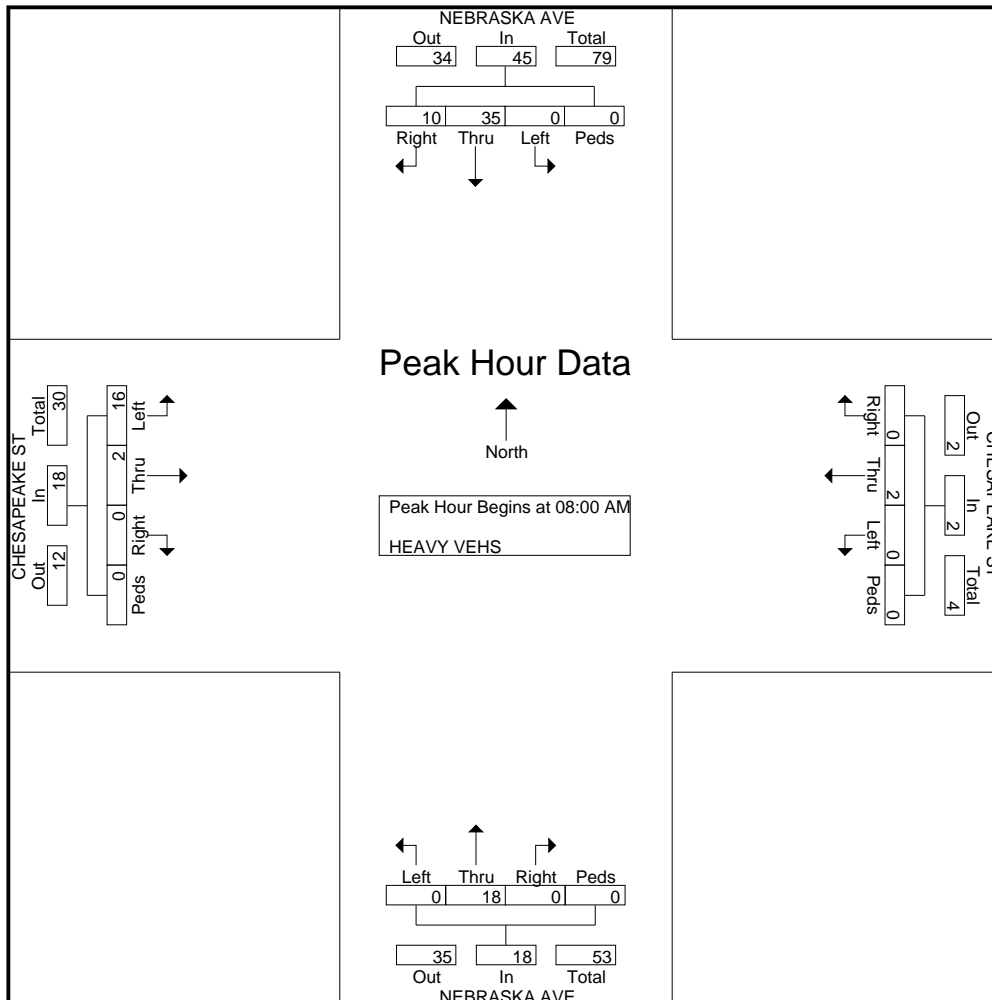 NEBRASKA AVE
Out In Total
34 45 79
10 35 0 0
Right Thru Left Peds
Peak Hour Data
North
Peak Hour Begins at 08:00 AM
HEAVY VEHS
CHESAPEAKE ST
Total In Out
30 18 12
16 2 0 0
Left Thru Right Peds
Right Thru Left Peds
0 2 0 0
Out In Total
2 2 4
CHESAPEAKE ST
Left Thru Right Peds
0 18 0 0
35 18 53
Out In Total
NEBRASKA AVE